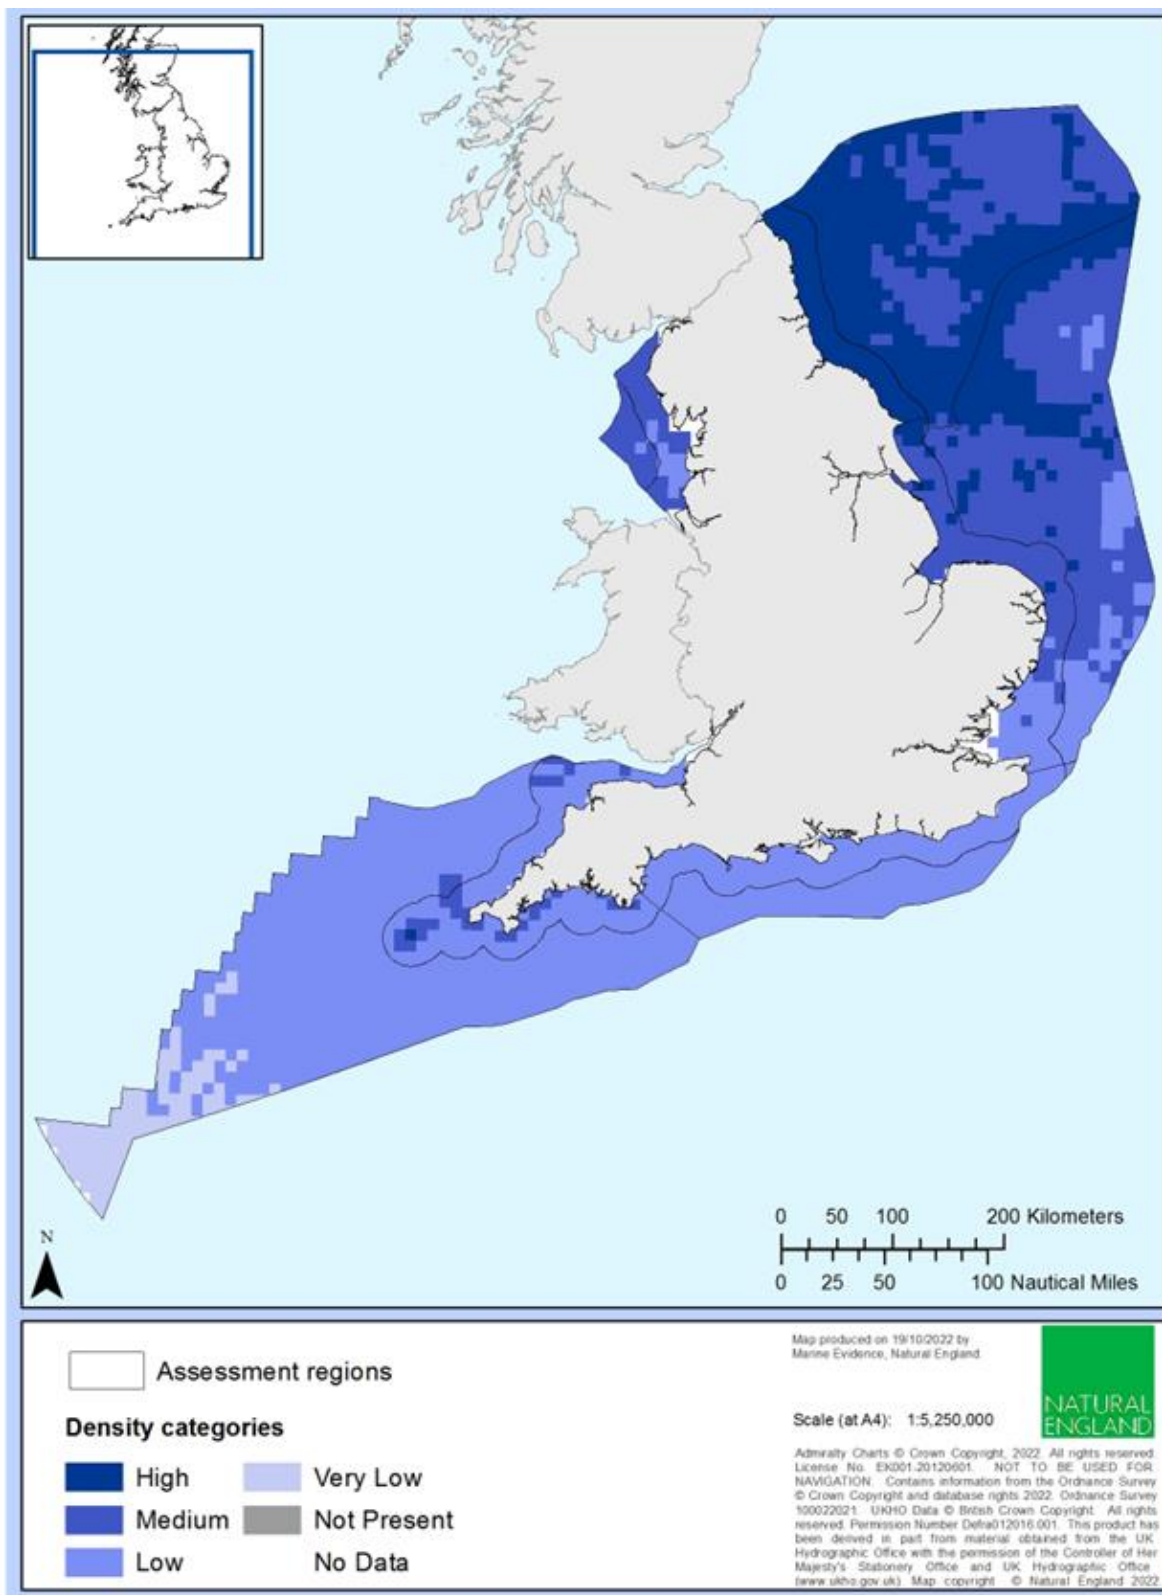 N
0 50 100 200 Kilometers
0 25 50 100 Nautical Miles
Assessment regions
Density categories
High
Medium
Low
Very Low
Not Present
No Data
Map produced on 19/10/2022 by
Marine Evidence, Natural England
Scale (at A4): 1:5,250,000
NATURAL
ENGLAND
Admiralty Charts © Crown Copyright, 2022. All rights reserved.
License No. EK001-20120601. NOT TO BE USED FOR
NAVIGATION. Contains information from the Ordnance Survey
© Crown Copyright and database rights 2022. Ordnance Survey
100022021. UKHO Data © British Crown Copyright. All rights
reserved. Permission Number Defra012016.001. This product has
been derived in part from material obtained from the UK
Hydrographic Office with the permission of the Controller of Her
Majesty's Stationery Office and UK Hydrographic Office
(www.ukho.gov.uk). Map copyright © Natural England 2022